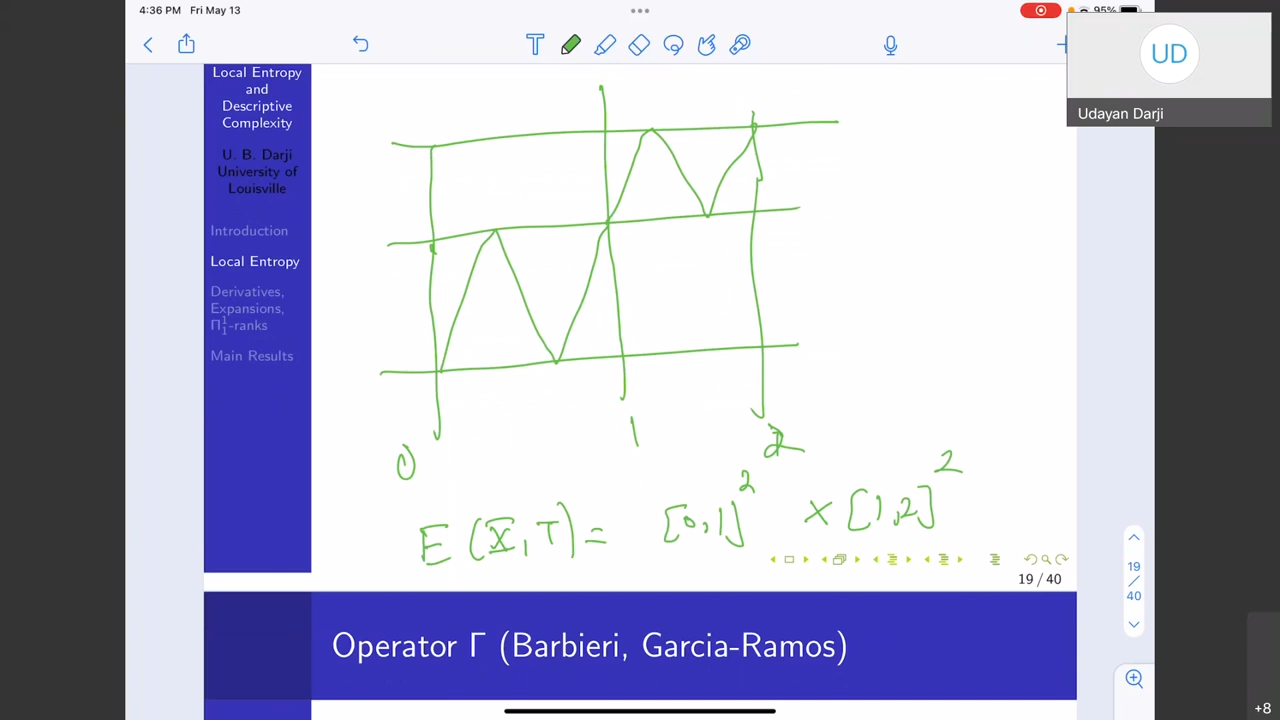 4:36 PM Fri May 13
95%
UD
Udayan Darji
Local Entropy
and
Descriptive
Complexity
U. B. Darji
University of
Louisville
Introduction
Local Entropy
Derivatives,
Expansions,
Π¹₁-ranks
Main Results
0
1
2
E (X, T) = [0,1]² × [1,2]²
19 / 40
19
/
40
Operator Γ (Barbieri, Garcia-Ramos)
+8